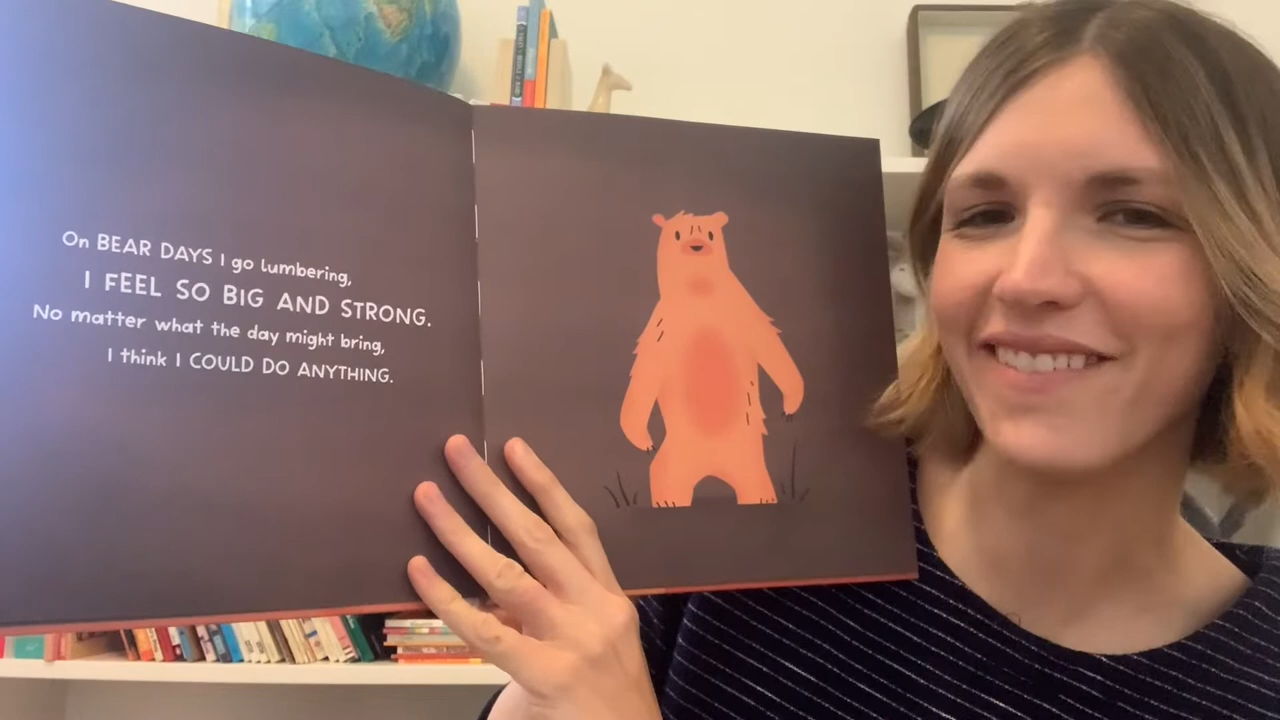 On BEAR DAYS I go lumbering,
I FEEL SO BIG AND STRONG.
No matter what the day might bring,
I think I COULD DO ANYTHING.